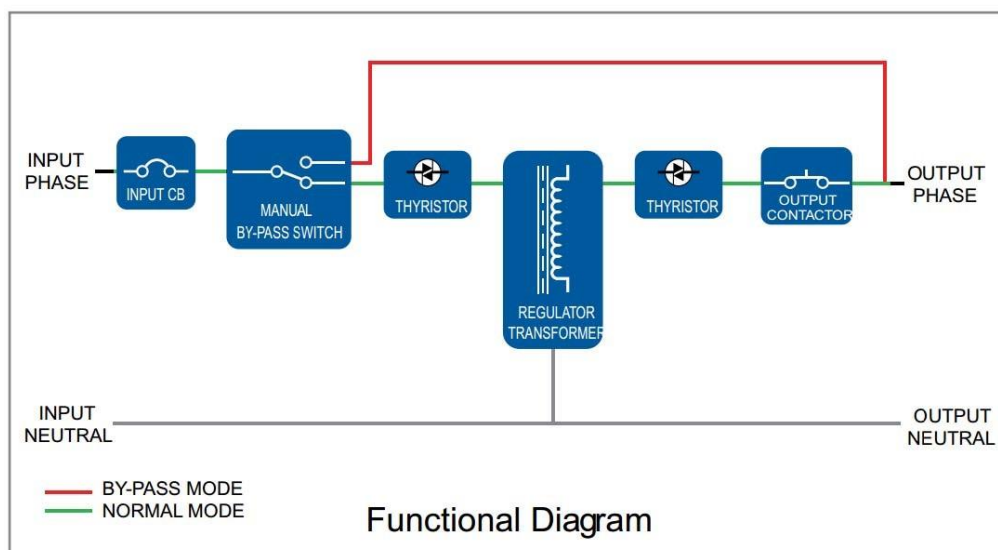 INPUT
PHASE
INPUT CB
MANUAL
BY-PASS SWITCH
THYRISTOR
REGULATOR
TRANSFORMER
THYRISTOR
OUTPUT
CONTACTOR
OUTPUT
PHASE
INPUT
NEUTRAL
OUTPUT
NEUTRAL
BY-PASS MODE
NORMAL MODE
Functional Diagram